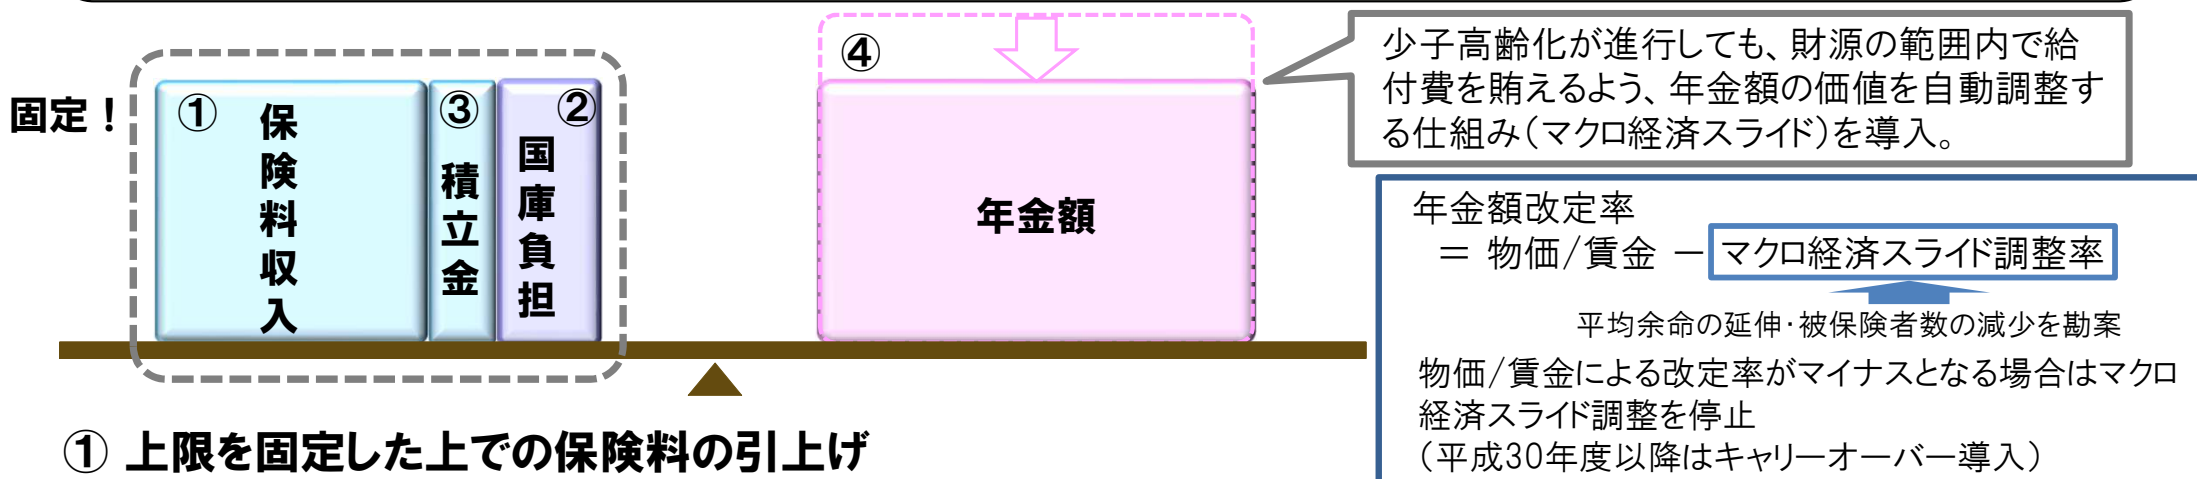 固定！
① 保険料収入
③ 積立金
② 国庫負担
④
年金額
少子高齢化が進行しても、財源の範囲内で給
付費を賄えるよう、年金額の価値を自動調整す
る仕組み（マクロ経済スライド）を導入。
年金額改定率
＝ 物価/賃金 － マクロ経済スライド調整率
平均余命の延伸・被保険者数の減少を勘案
物価/賃金による改定率がマイナスとなる場合はマクロ
経済スライド調整を停止
（平成30年度以降はキャリーオーバー導入）
① 上限を固定した上での保険料の引上げ